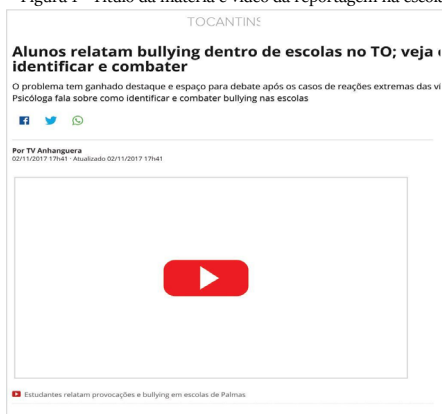 Figura 1 - Título da matéria e vídeo da reportagem na escola
TOCANTINS
Alunos relatam bullying dentro de escolas no TO; veja
identificar e combater
O problema tem ganhado destaque e espaço para debate após os casos de reações extremas das
Psicóloga fala sobre como identificar e combater bullying nas escolas
Por TV Anhanguera
02/11/2017 17h41 · Atualizado 02/11/2017 17h41
Estudantes relatam provocações e bullying em escolas de Palmas